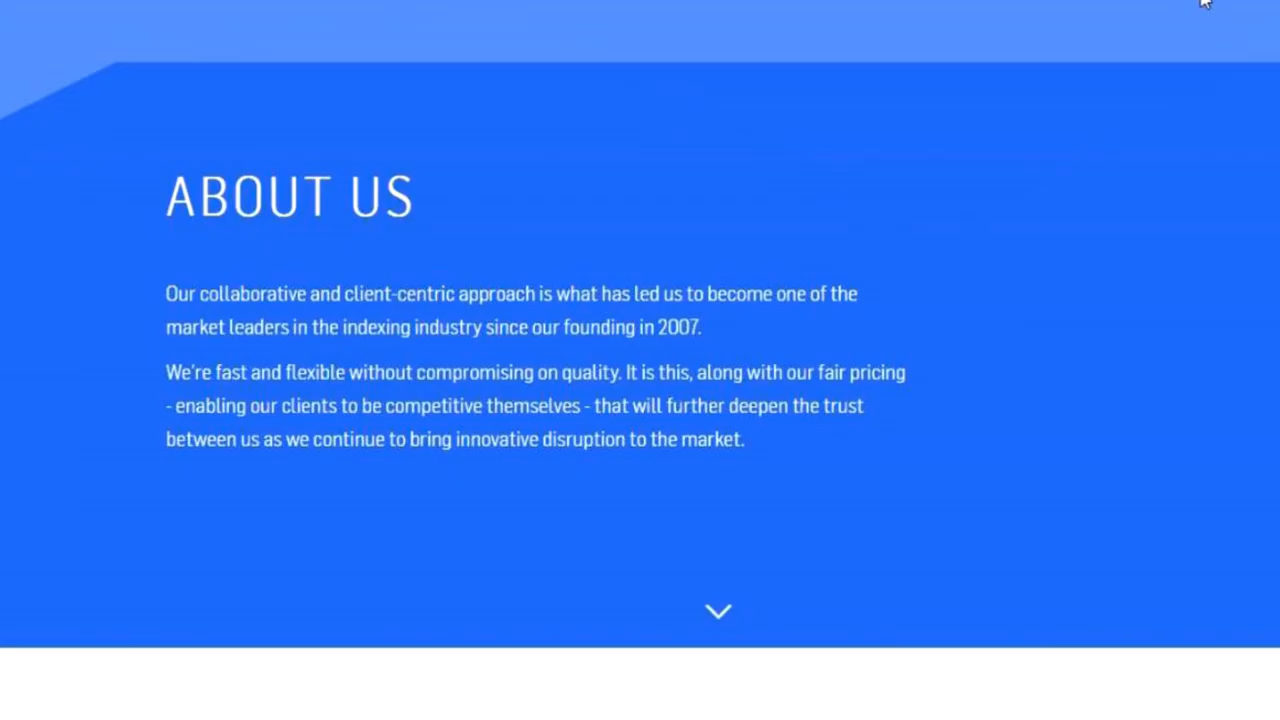 ABOUT US
Our collaborative and client-centric approach is what has led us to become one of the
market leaders in the indexing industry since our founding in 2007.
We're fast and flexible without compromising on quality. It is this, along with our fair pricing
- enabling our clients to be competitive themselves - that will further deepen the trust
between us as we continue to bring innovative disruption to the market.